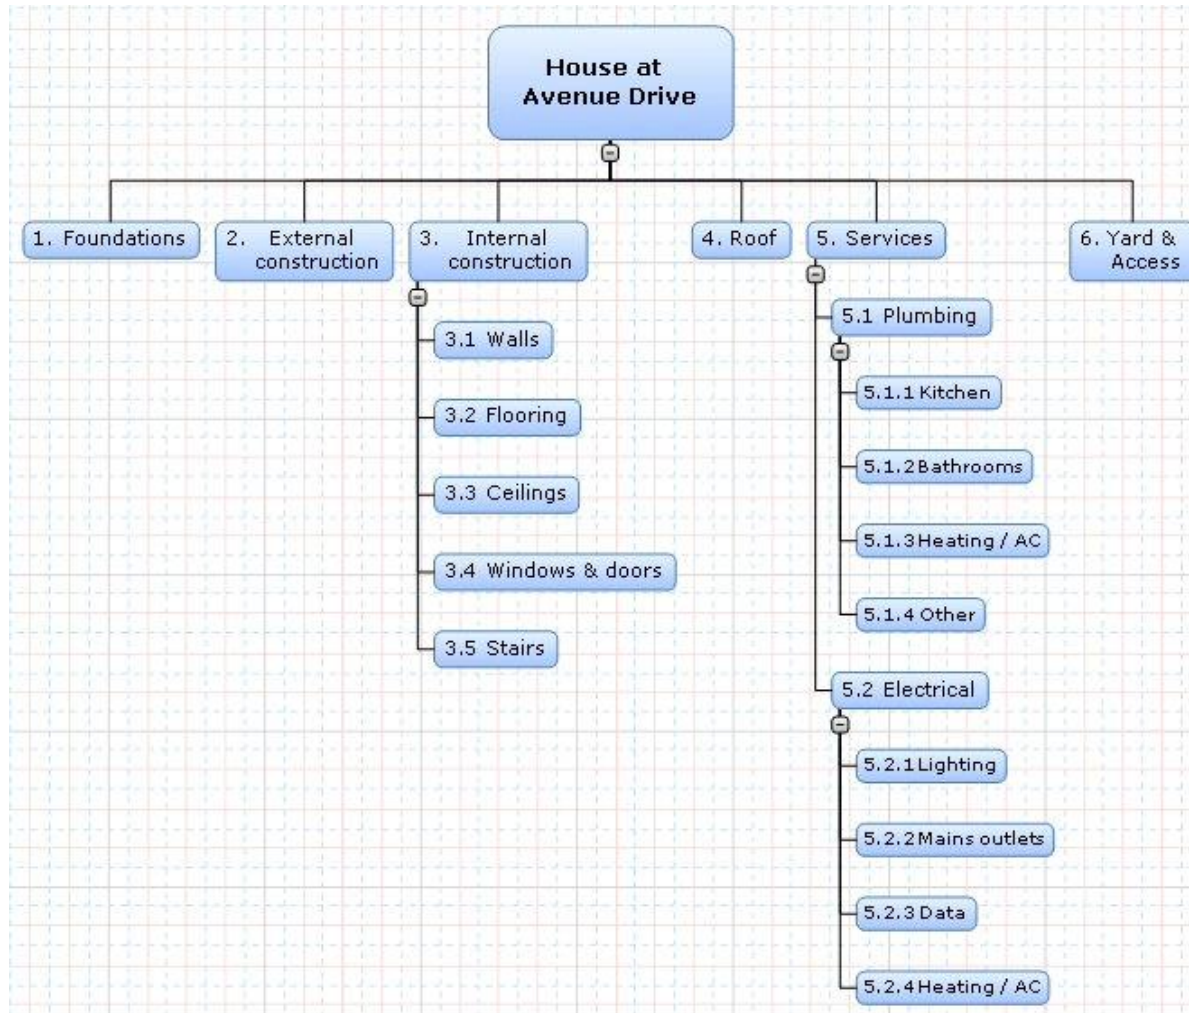 House at
Avenue Drive
1. Foundations
2. External
construction
3. Internal
construction
4. Roof
5. Services
6. Yard &
Access
3.1 Walls
3.2 Flooring
3.3 Ceilings
3.4 Windows & doors
3.5 Stairs
5.1 Plumbing
5.1.1 Kitchen
5.1.2 Bathrooms
5.1.3 Heating / AC
5.1.4 Other
5.2 Electrical
5.2.1 Lighting
5.2.2 Mains outlets
5.2.3 Data
5.2.4 Heating / AC